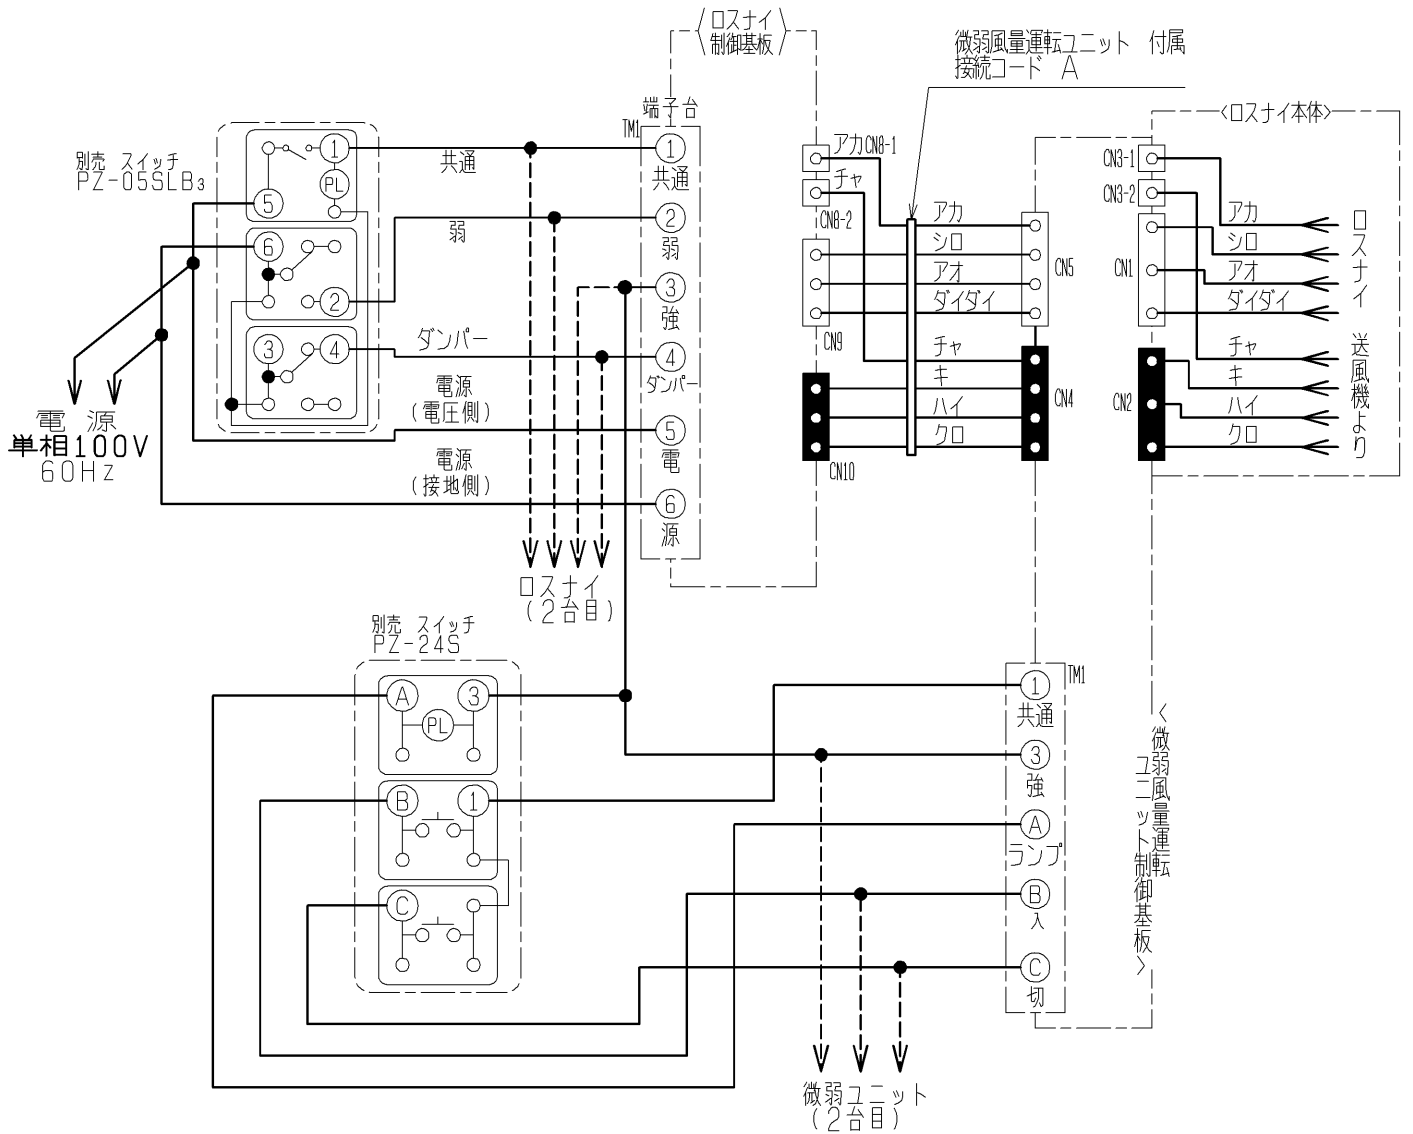 〈ロスナイ
制御基板〉
微弱風量運転ユニット 付属
接続コード A
<ロスナイ本体>
端子台
TM1
別売 スイッチ
PZ-05SLB3
1
PL
5
6
2
3
4
共通
弱
ダンパー
電源
(電圧側)
電源
(接地側)
電 源
単相100V
60Hz
1
共通
2
弱
3
強
4
ダンパー
5
電
6
源
アカ CN8-1
チャ
CN8-2
CN9
CN10
アカ
シロ
アオ
ダイダイ
チャ
キ
ハイ
クロ
CN5
CN4
CN3-1
CN3-2
CN1
CN2
アカ
シロ
アオ
ダイダイ
チャ
キ
ハイ
クロ
ロスナイ 送風機より
ロスナイ
(2台目)
別売 スイッチ
PZ-24S
A
3
PL
B
1
C
TM1
1
共通
3
強
A
ランプ
B
入
C
切
<微弱風量運転
ユニット制御基板>
微弱ユニット
(2台目)